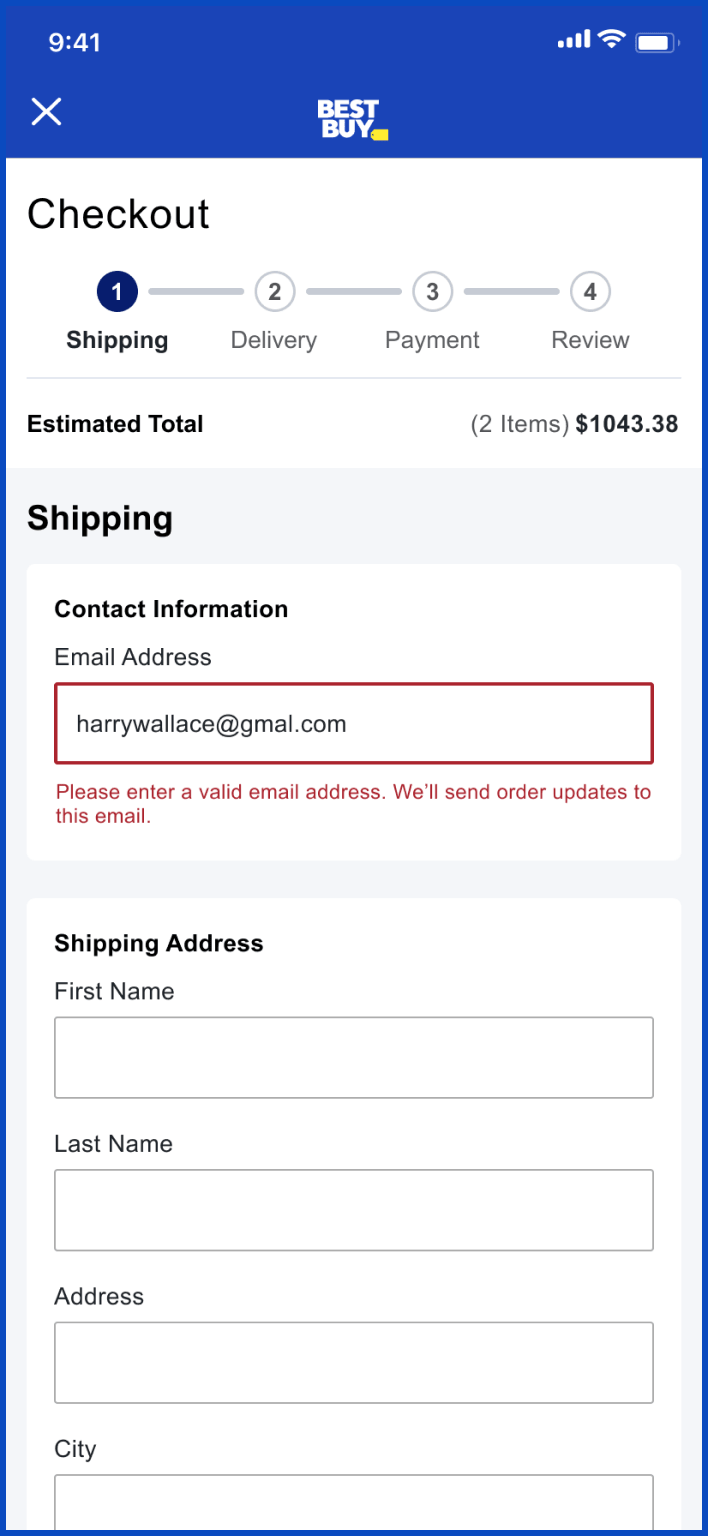 9:41
BEST
BUY
Checkout
1 2 3 4
Shipping Delivery Payment Review
Estimated Total (2 Items) $1043.38
Shipping
Contact Information
Email Address
harrywallace@gmal.com
Please enter a valid email address. We’ll send order updates to
this email.
Shipping Address
First Name
Last Name
Address
City